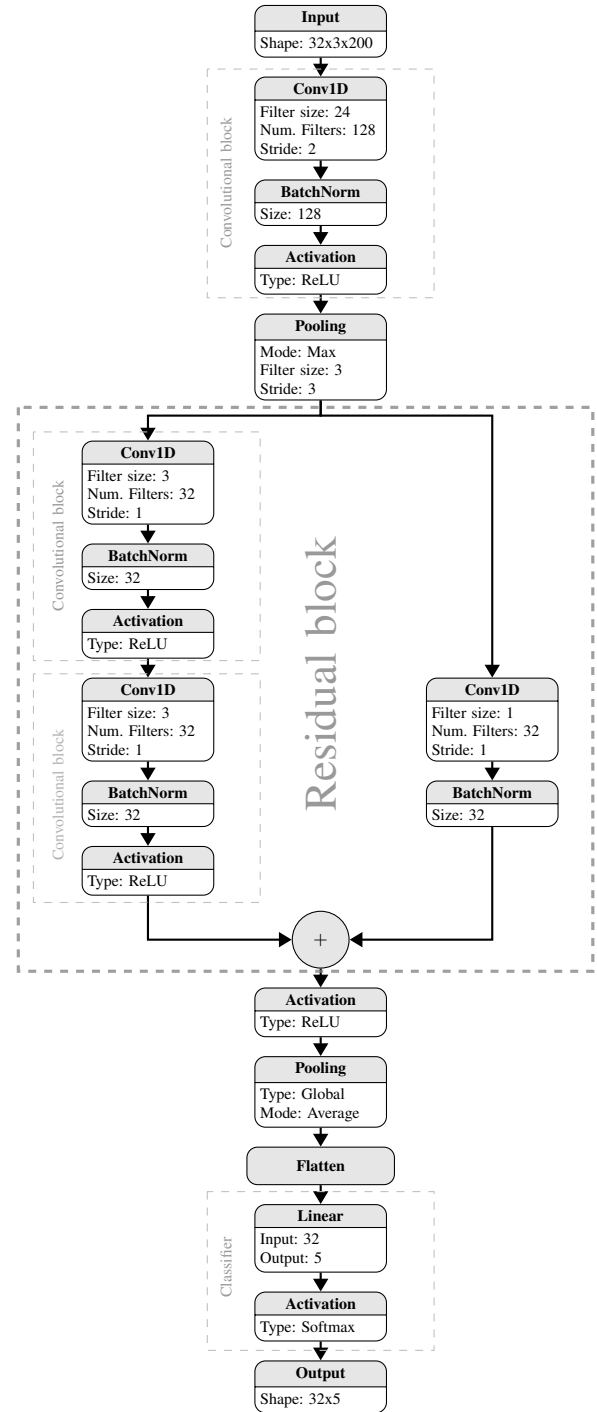 Input
Shape: 32x3x200
Convolutional block
Conv1D
Filter size: 24
Num. Filters: 128
Stride: 2
BatchNorm
Size: 128
Activation
Type: ReLU
Pooling
Mode: Max
Filter size: 3
Stride: 3
Residual block
Convolutional block
Conv1D
Filter size: 3
Num. Filters: 32
Stride: 1
BatchNorm
Size: 32
Activation
Type: ReLU
Convolutional block
Conv1D
Filter size: 3
Num. Filters: 32
Stride: 1
BatchNorm
Size: 32
Activation
Type: ReLU
Conv1D
Filter size: 1
Num. Filters: 32
Stride: 1
BatchNorm
Size: 32
+
Activation
Type: ReLU
Pooling
Type: Global
Mode: Average
Flatten
Classifier
Linear
Input: 32
Output: 5
Activation
Type: Softmax
Output
Shape: 32x5